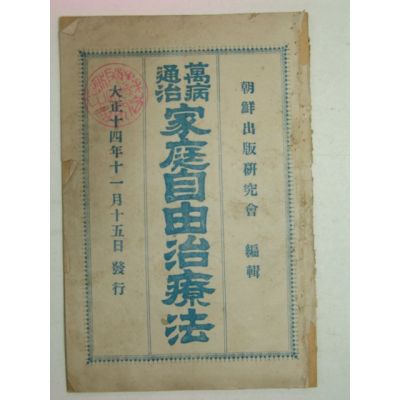 朝鮮出版硏究會 編輯
萬病通治
家庭自由治療法
大正十四年十一月十五日 發行